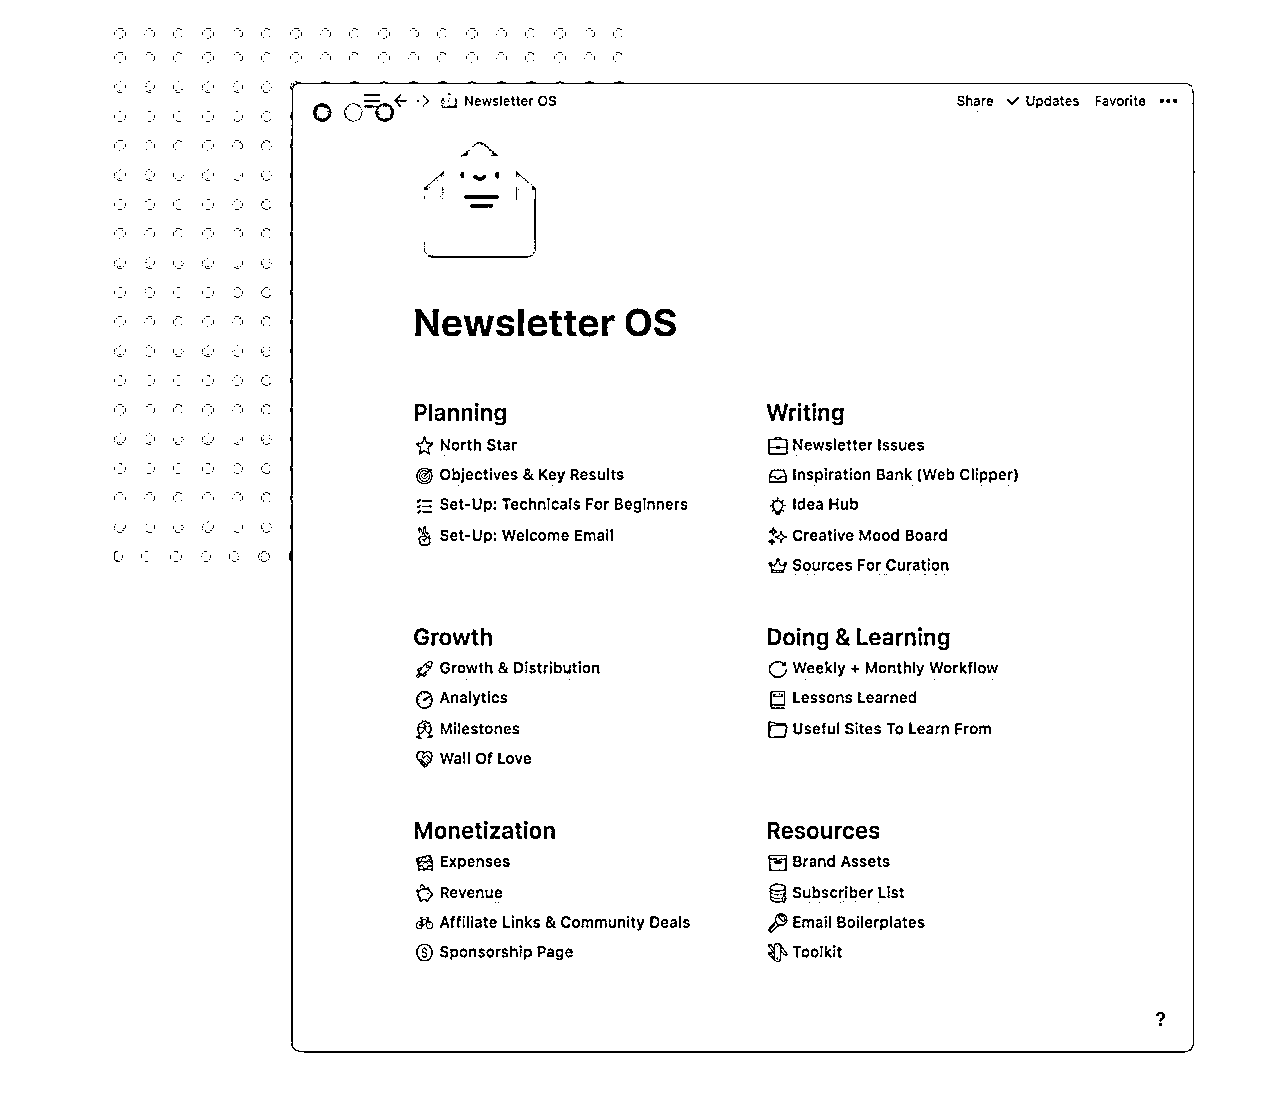 Newsletter OS
Share Updates Favorite
Newsletter OS
Planning
North Star
Objectives & Key Results
Set-Up: Technicals For Beginners
Set-Up: Welcome Email
Writing
Newsletter Issues
Inspiration Bank (Web Clipper)
Idea Hub
Creative Mood Board
Sources For Curation
Growth
Growth & Distribution
Analytics
Milestones
Wall Of Love
Doing & Learning
Weekly + Monthly Workflow
Lessons Learned
Useful Sites To Learn From
Monetization
Expenses
Revenue
Affiliate Links & Community Deals
Sponsorship Page
Resources
Brand Assets
Subscriber List
Email Boilerplates
Toolkit
?